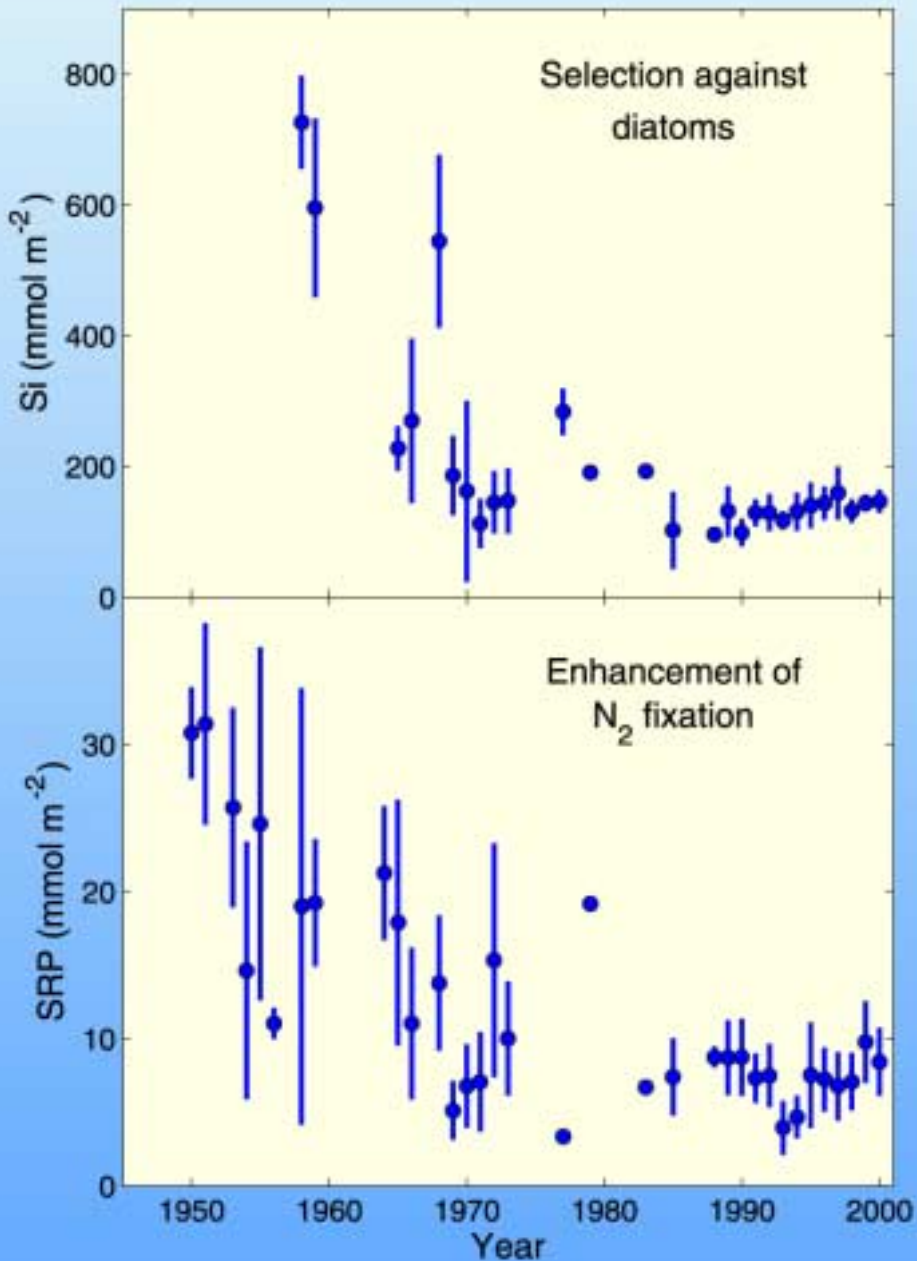 Selection against
diatoms
Si (mmol m⁻²)
800
600
400
200
0
Enhancement of
N₂ fixation
SRP (mmol m⁻²)
30
20
10
0
1950 1960 1970 1980 1990 2000
Year